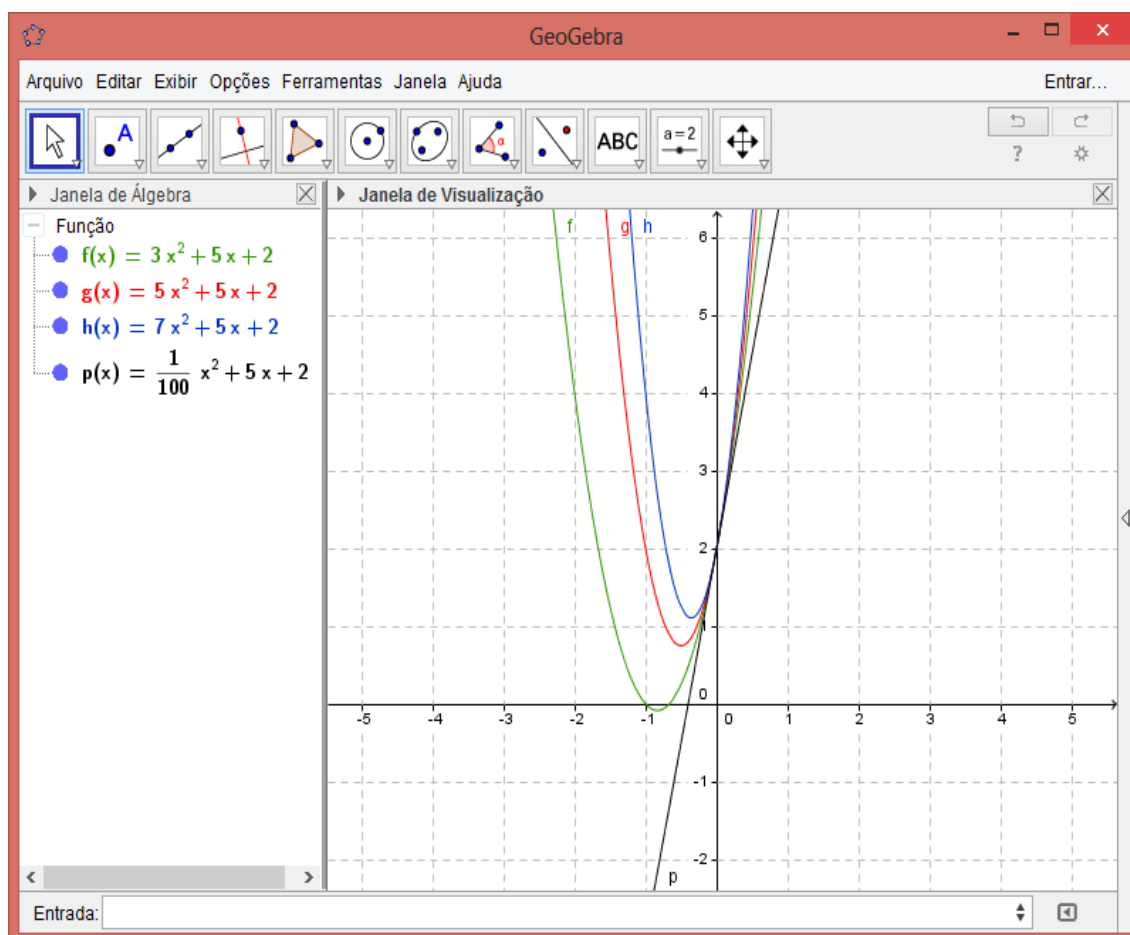 GeoGebra
Arquivo Editar Exibir Opções Ferramentas Janela Ajuda Entrar...
A α ABC a = 2 ?
Janela de Álgebra
Janela de Visualização
Função
f(x) = 3 x² + 5 x + 2
g(x) = 5 x² + 5 x + 2
h(x) = 7 x² + 5 x + 2
p(x) = 1/100 x² + 5 x + 2
f g h
6
5
4
3
2
1
0
-5 -4 -3 -2 -1 0 1 2 3 4 5
-1
-2
p
Entrada: